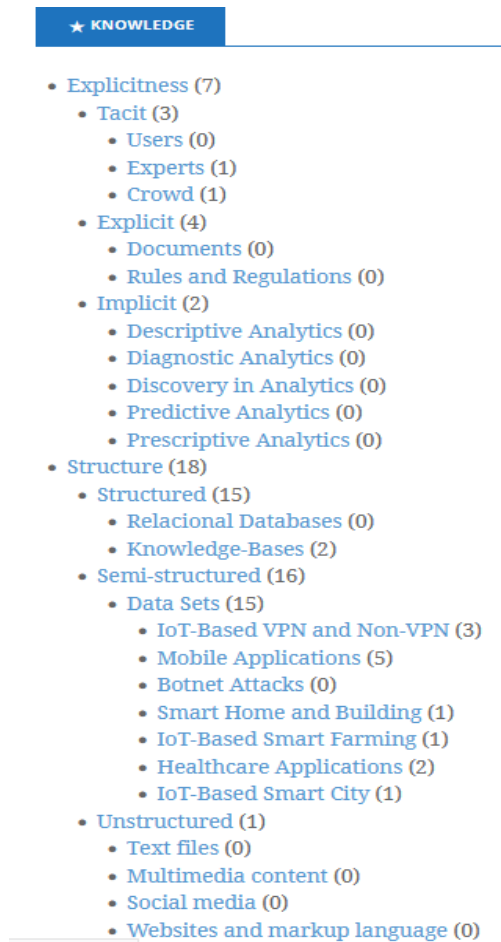 ★ KNOWLEDGE
• Explicitness (7)
• Tacit (3)
• Users (0)
• Experts (1)
• Crowd (1)
• Explicit (4)
• Documents (0)
• Rules and Regulations (0)
• Implicit (2)
• Descriptive Analytics (0)
• Diagnostic Analytics (0)
• Discovery in Analytics (0)
• Predictive Analytics (0)
• Prescriptive Analytics (0)
• Structure (18)
• Structured (15)
• Relacional Databases (0)
• Knowledge-Bases (2)
• Semi-structured (16)
• Data Sets (15)
• IoT-Based VPN and Non-VPN (3)
• Mobile Applications (5)
• Botnet Attacks (0)
• Smart Home and Building (1)
• IoT-Based Smart Farming (1)
• Healthcare Applications (2)
• IoT-Based Smart City (1)
• Unstructured (1)
• Text files (0)
• Multimedia content (0)
• Social media (0)
• Websites and markup language (0)